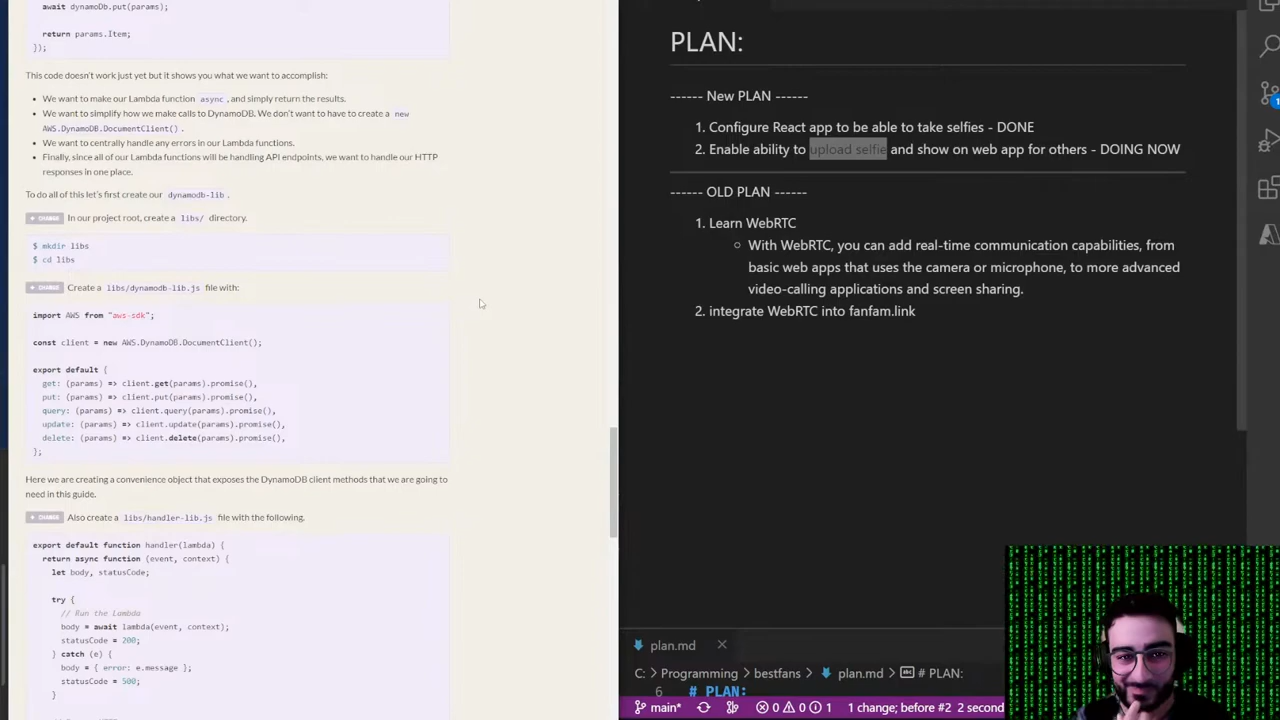 await dynamoDb.put(params);
return params.Item;
});
This code doesn't work just yet but it shows you what we want to accomplish:
We want to make our Lambda function async, and simply return the results.
We want to simplify how we make calls to DynamoDB. We don't want to have to create a new
AWS.DynamoDB.DocumentClient().
We want to centrally handle any errors in our Lambda functions.
Finally, since all of our Lambda functions will be handling API endpoints, we want to handle our HTTP
responses in one place.
To do all of this let's first create our dynamodb-lib.
CHANGE In our project root, create a libs/ directory.
$ mkdir libs
$ cd libs
CHANGE Create a libs/dynamodb-lib.js file with:
import AWS from "aws-sdk";
const client = new AWS.DynamoDB.DocumentClient();
export default {
get: (params) => client.get(params).promise(),
put: (params) => client.put(params).promise(),
query: (params) => client.query(params).promise(),
update: (params) => client.update(params).promise(),
delete: (params) => client.delete(params).promise(),
};
Here we are creating a convenience object that exposes the DynamoDB client methods that we are going to
need in this guide.
CHANGE Also create a libs/handler-lib.js file with the following.
export default function handler(lambda) {
return async function (event, context) {
let body, statusCode;
try {
// Run the Lambda
body = await lambda(event, context);
statusCode = 200;
} catch (e) {
body = { error: e.message };
statusCode = 500;
}
PLAN:
------ New PLAN ------
1. Configure React app to be able to take selfies - DONE
2. Enable ability to upload selfie and show on web app for others - DOING NOW
------ OLD PLAN ------
1. Learn WebRTC
With WebRTC, you can add real-time communication capabilities, from
basic web apps that uses the camera or microphone, to more advanced
video-calling applications and screen sharing.
2. integrate WebRTC into fanfam.link
plan.md
C: > Programming > bestfans > plan.md > # PLAN:
6 # PLAN:
main* 0 0 1 1 change; before #2 2 second